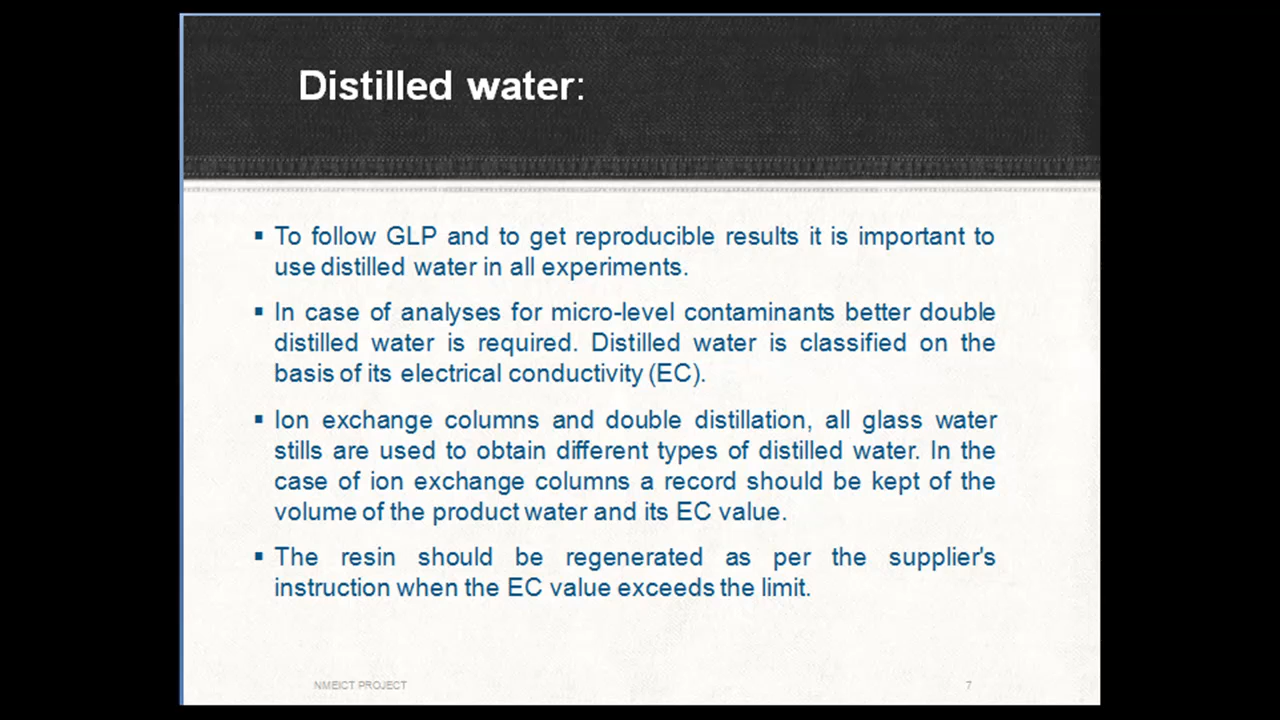 Distilled water:
▪ To follow GLP and to get reproducible results it is important to
use distilled water in all experiments.
▪ In case of analyses for micro-level contaminants better double
distilled water is required. Distilled water is classified on the
basis of its electrical conductivity (EC).
▪ Ion exchange columns and double distillation, all glass water
stills are used to obtain different types of distilled water. In the
case of ion exchange columns a record should be kept of the
volume of the product water and its EC value.
▪ The resin should be regenerated as per the supplier's
instruction when the EC value exceeds the limit.
NMEICT PROJECT 7